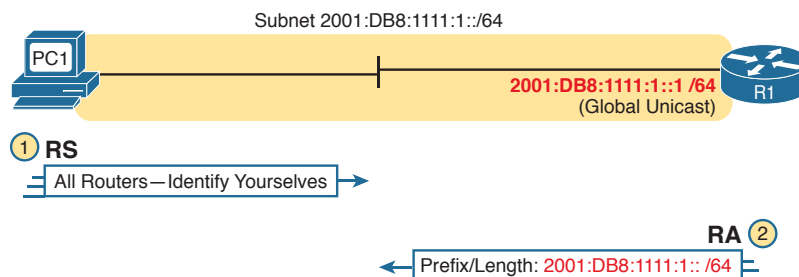 Subnet 2001:DB8:1111:1::/64
PC1
2001:DB8:1111:1::1 /64
(Global Unicast)
R1
1 RS
All Routers—Identify Yourselves
RA 2
Prefix/Length: 2001:DB8:1111:1:: /64